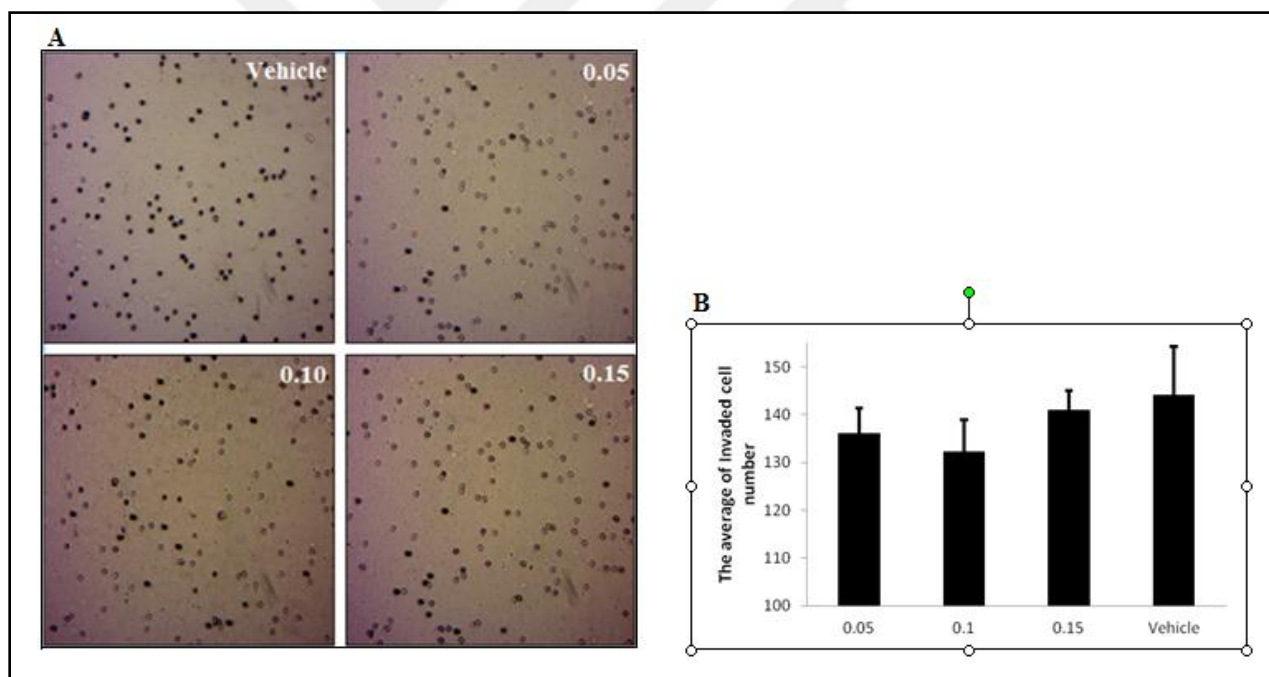 A
Vehicle
0.05
0.10
0.15
B
The average of Invaded cell
number
150
140
130
120
110
100
0.05 0.1 0.15 Vehicle